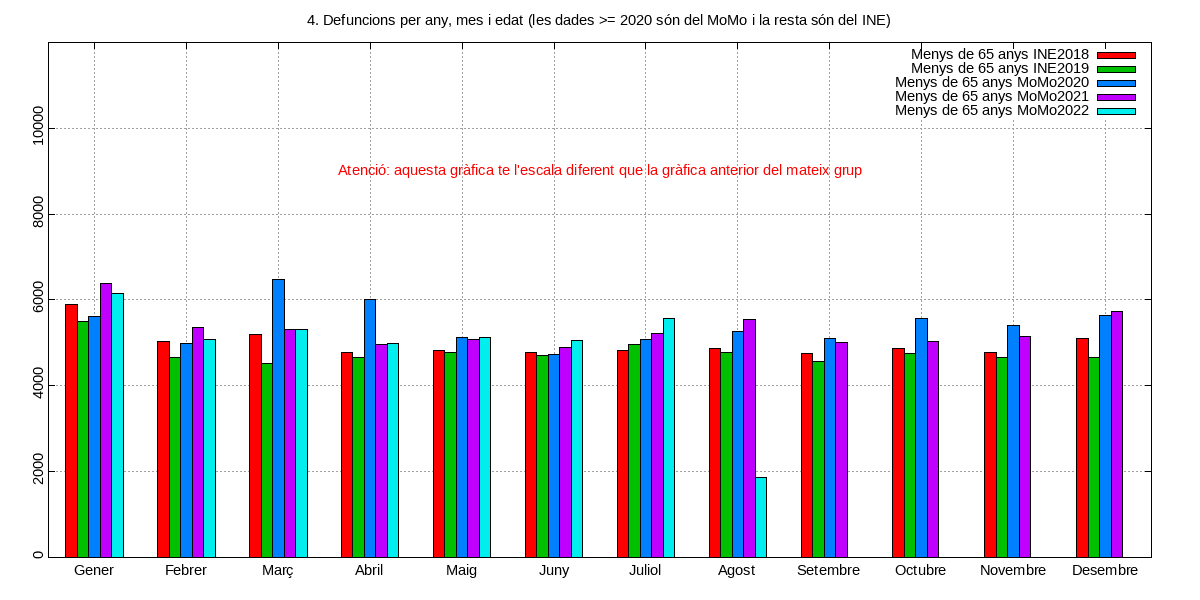 4. Defuncions per any, mes i edat (les dades >= 2020 són del MoMo i la resta són del INE)
Menys de 65 anys INE2018
Menys de 65 anys INE2019
Menys de 65 anys MoMo2020
Menys de 65 anys MoMo2021
Menys de 65 anys MoMo2022
Atenció: aquesta gràfica te l'escala diferent que la gràfica anterior del mateix grup
10000
8000
6000
4000
2000
0
Gener Febrer Març Abril Maig Juny Juliol Agost Setembre Octubre Novembre Desembre